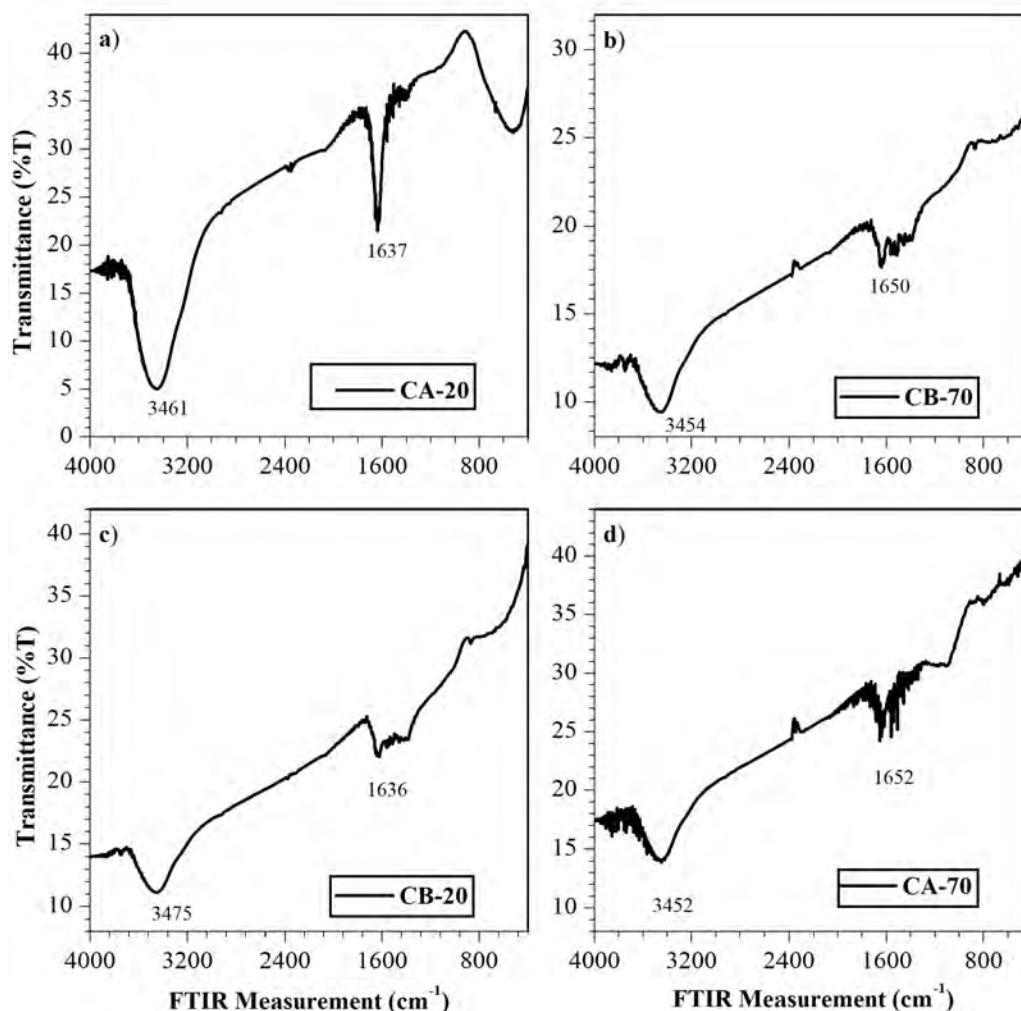 a)
Transmittance (%T)
40
35
30
25
20
15
10
5
0
1637
3461
CA-20
4000 3200 2400 1600 800
b)
30
25
20
15
10
1650
3454
CB-70
4000 3200 2400 1600 800
c)
Transmittance (%T)
40
35
30
25
20
15
10
1636
3475
CB-20
4000 3200 2400 1600 800
FTIR Measurement (cm⁻¹)
d)
40
35
30
25
20
15
10
1652
3452
CA-70
4000 3200 2400 1600 800
FTIR Measurement (cm⁻¹)